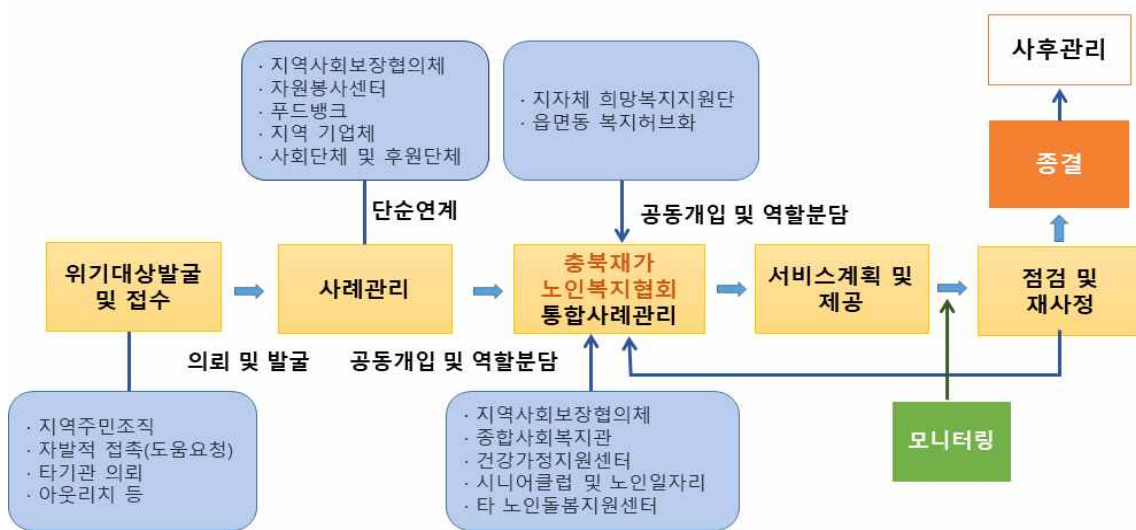 · 지역사회보장협의체
· 자원봉사센터
· 푸드뱅크
· 지역 기업체
· 사회단체 및 후원단체
· 지자체 희망복지지원단
· 읍면동 복지허브화
사후관리
종결
단순연계
공동개입 및 역할분담
위기대상발굴
및 접수
사례관리
충북재가
노인복지협회
통합사례관리
서비스계획 및
제공
점검 및
재사정
의뢰 및 발굴
공동개입 및 역할분담
· 지역주민조직
· 자발적 접촉(도움요청)
· 타기관 의뢰
· 아웃리치 등
· 지역사회보장협의체
· 종합사회복지관
· 건강가정지원센터
· 시니어클럽 및 노인일자리
· 타 노인돌봄지원센터
모니터링